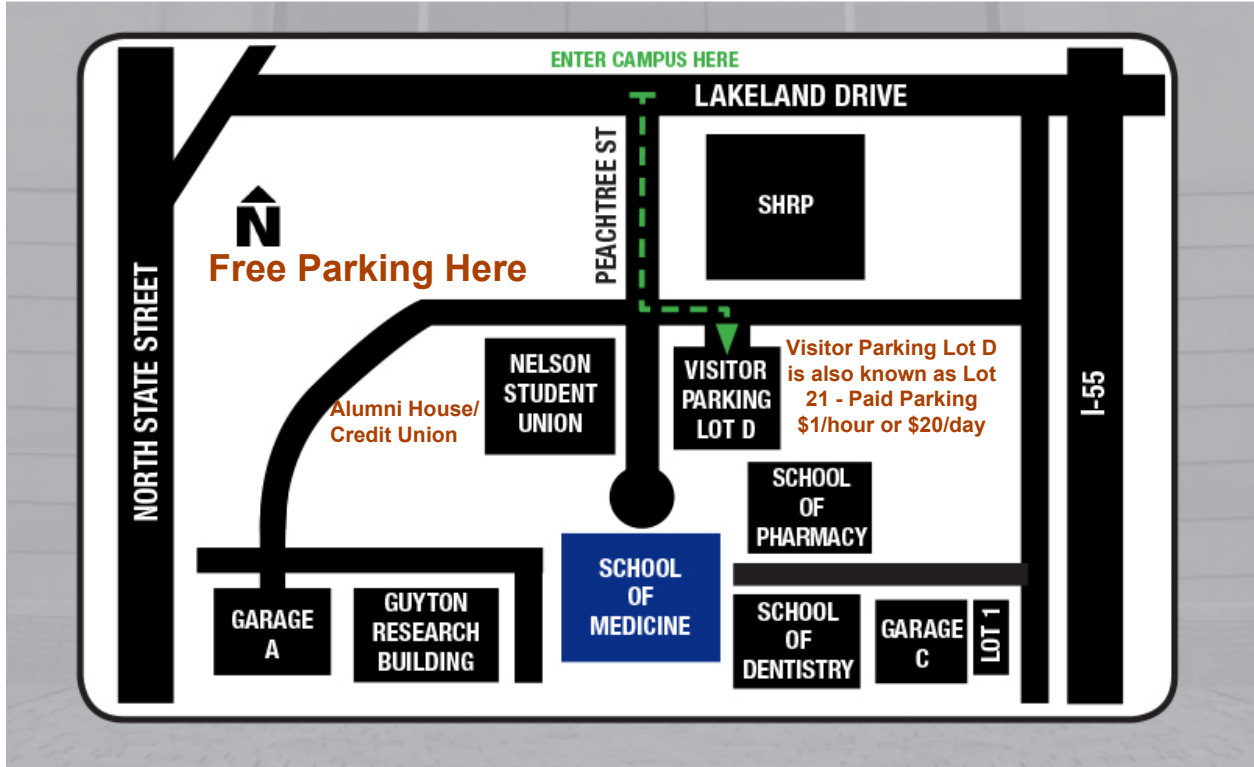 ENTER CAMPUS HERE
LAKELAND DRIVE
PEACHTREE ST
SHRP
N
Free Parking Here
NORTH STATE STREET
I-55
NELSON
STUDENT
UNION
VISITOR
PARKING
LOT D
Visitor Parking Lot D
is also known as Lot
21 - Paid Parking
$1/hour or $20/day
Alumni House/
Credit Union
SCHOOL
OF
PHARMACY
SCHOOL
OF
MEDICINE
GARAGE
A
GUYTON
RESEARCH
BUILDING
SCHOOL
OF
DENTISTRY
GARAGE
C
LOT 1